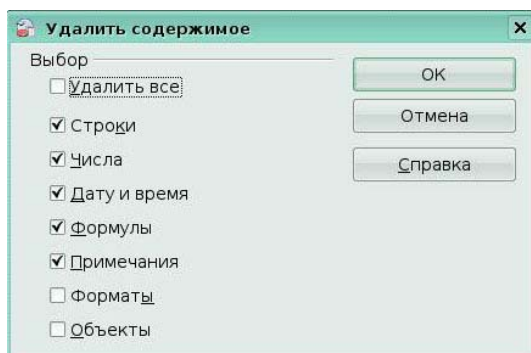 Удалить содержимое
Выбор
Удалить все
Строки
Числа
Дату и время
Формулы
Примечания
Форматы
Объекты
OK
Отмена
Справка